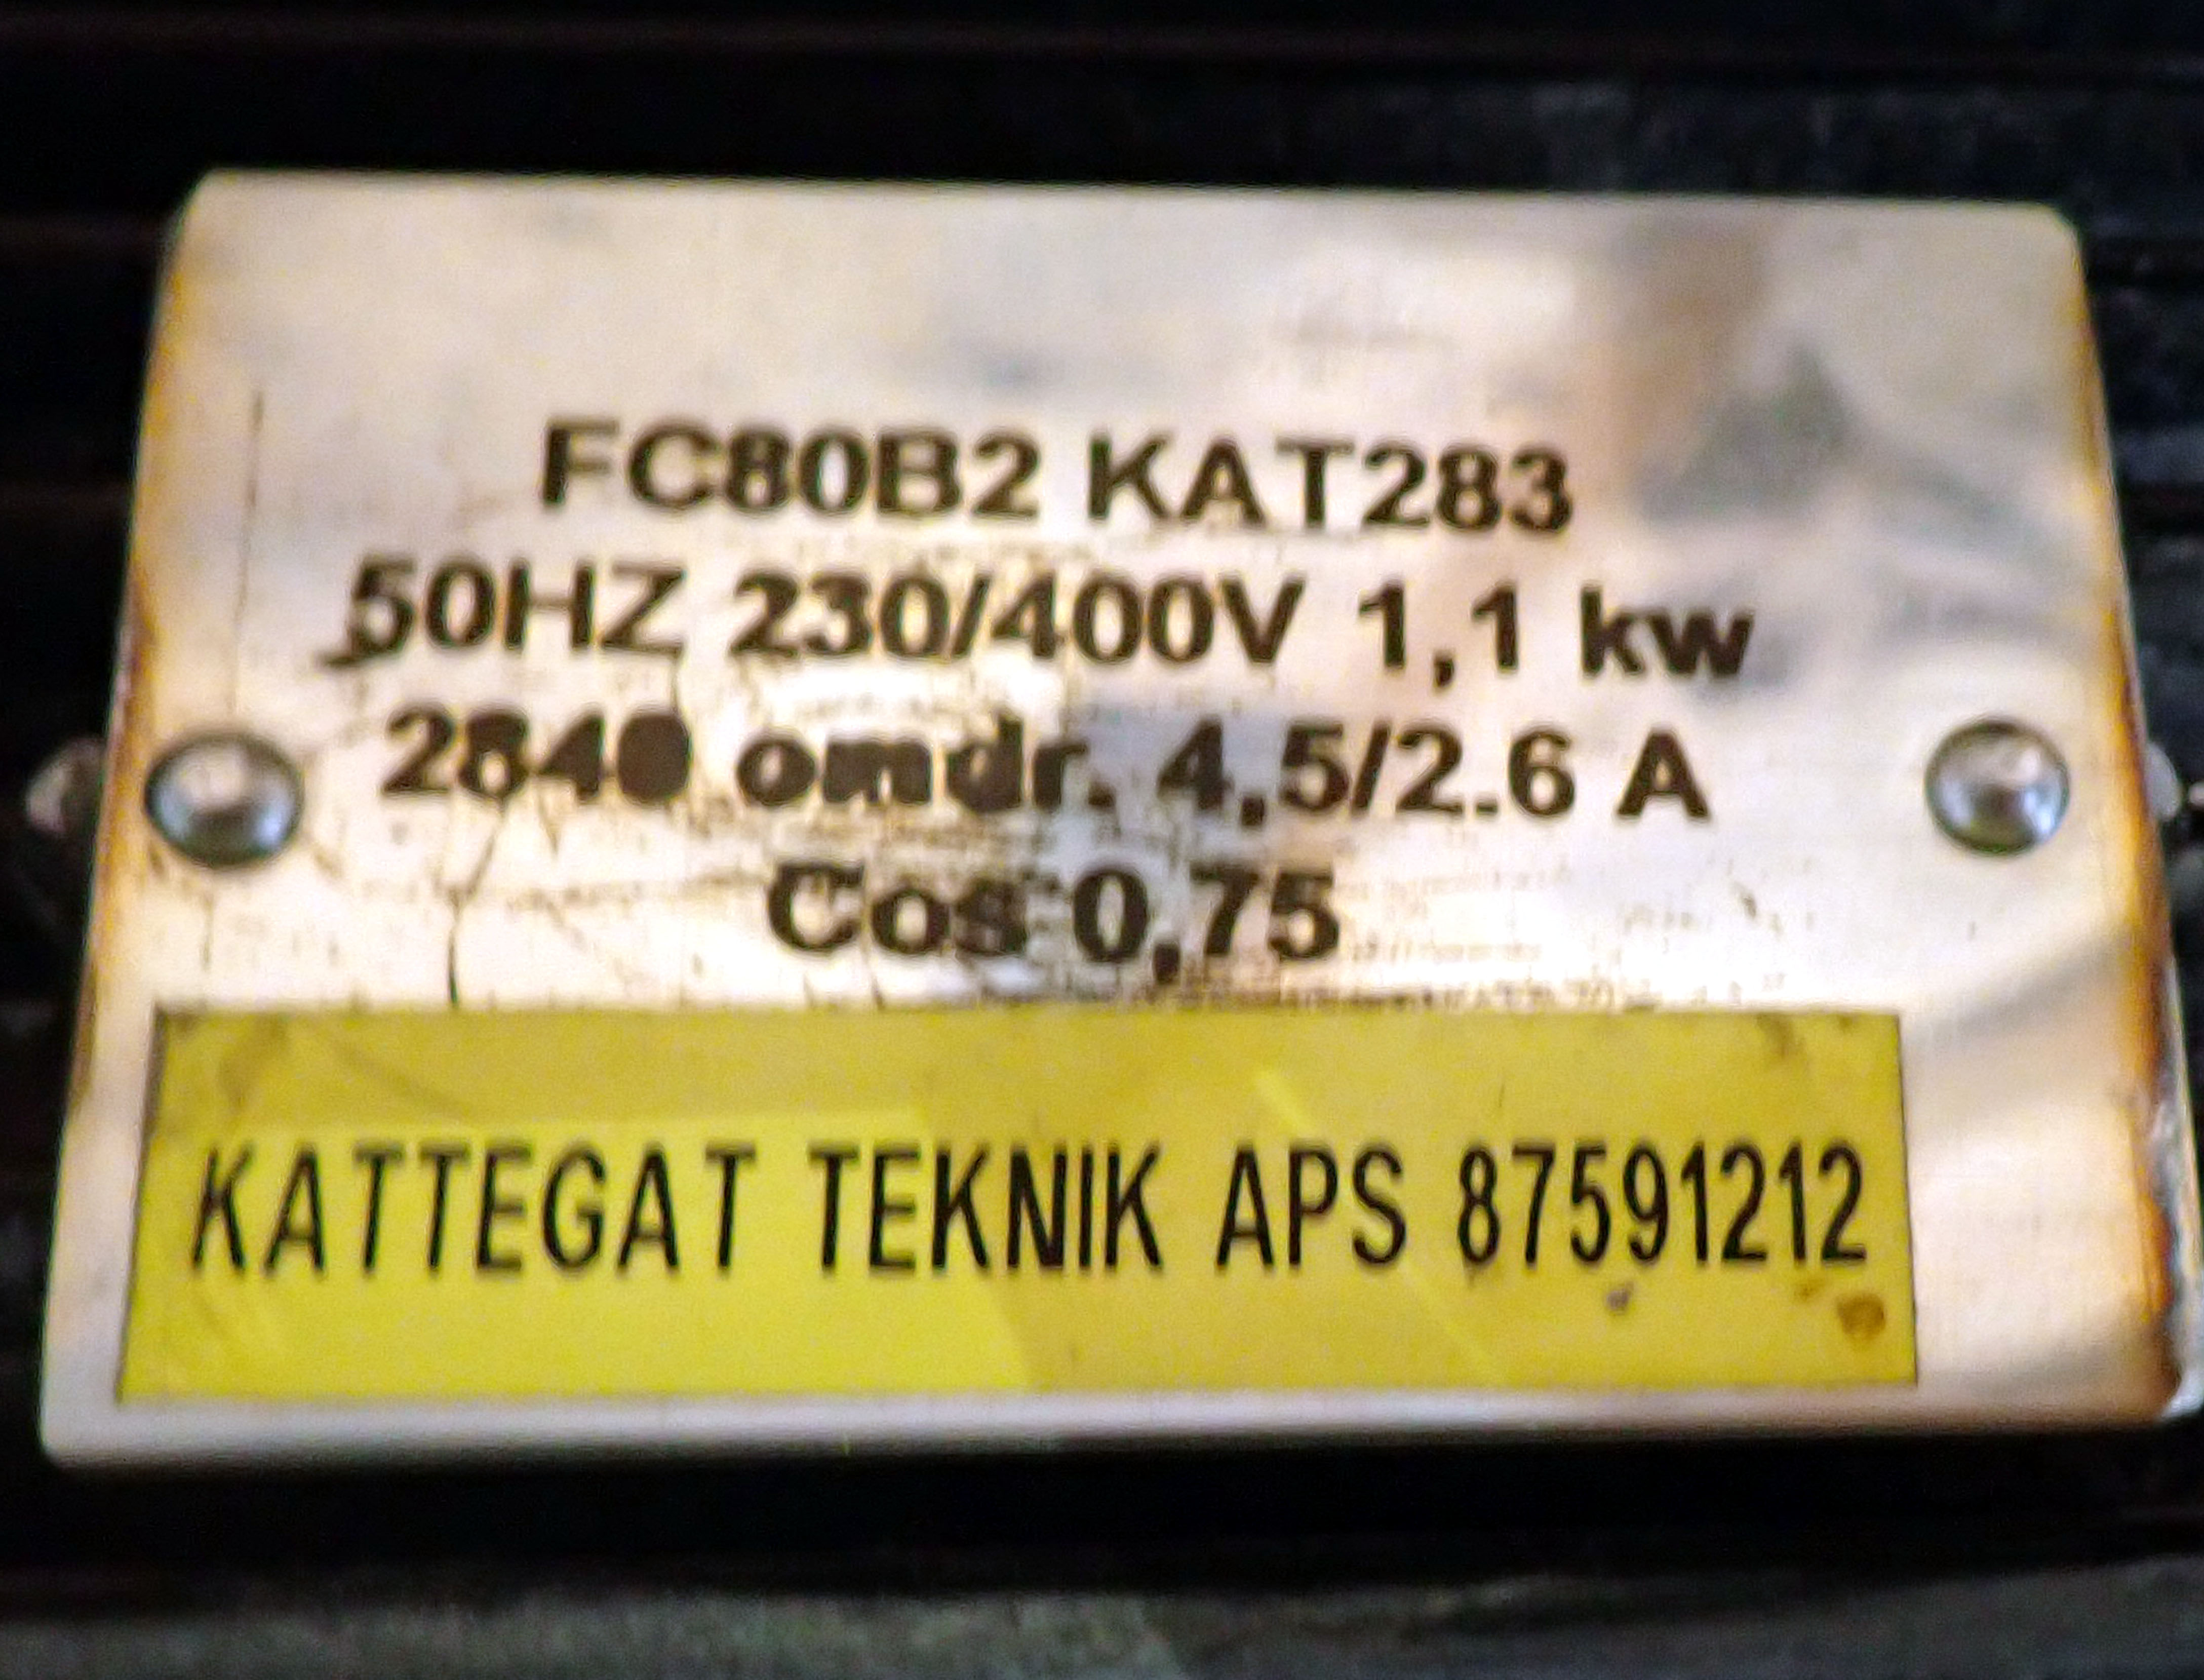 FC80B2 KAT283
50HZ 230/400V 1,1 kw
2840 omdr. 4,5/2.6 A
Cos 0,75
KATTEGAT TEKNIK APS 87591212